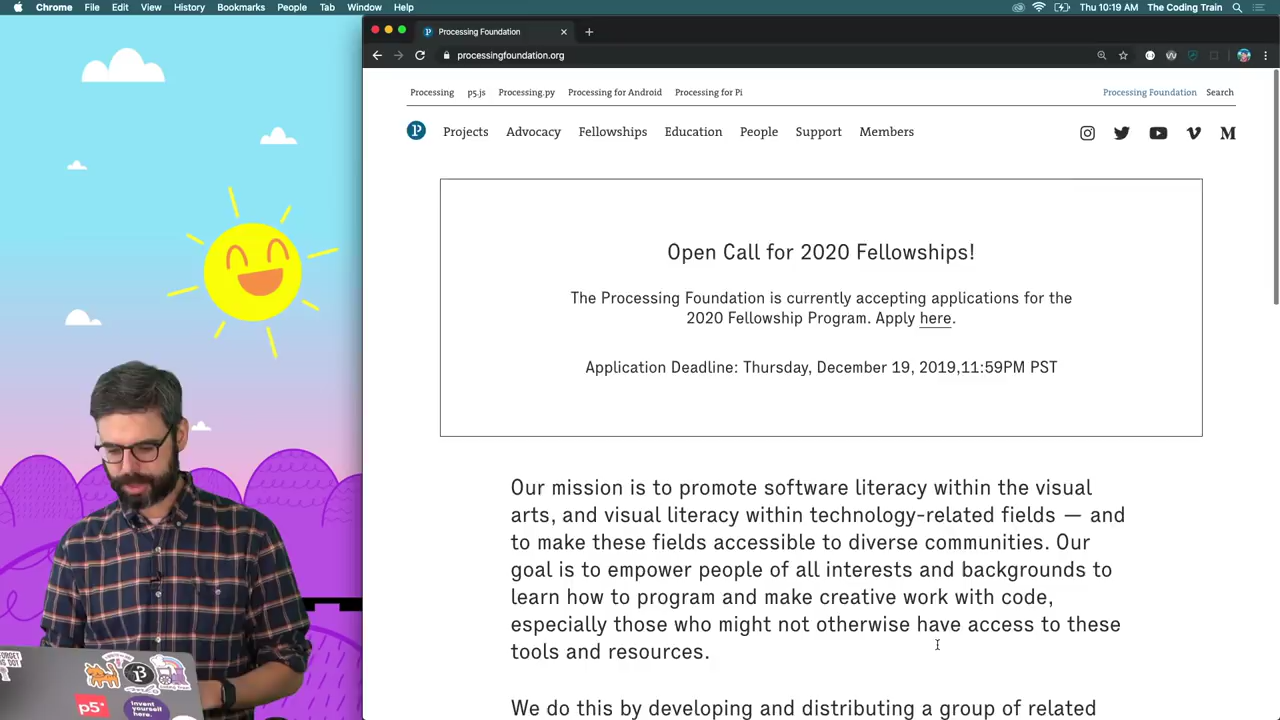 Chrome File Edit View History Bookmarks People Tab Window Help Thu 10:19 AM The Coding Train
Processing Foundation
processingfoundation.org
Processing p5.js Processing.py Processing for Android Processing for Pi Processing Foundation Search
Projects Advocacy Fellowships Education People Support Members
Open Call for 2020 Fellowships!
The Processing Foundation is currently accepting applications for the
2020 Fellowship Program. Apply here.
Application Deadline: Thursday, December 19, 2019,11:59PM PST
Our mission is to promote software literacy within the visual
arts, and visual literacy within technology-related fields — and
to make these fields accessible to diverse communities. Our
goal is to empower people of all interests and backgrounds to
learn how to program and make creative work with code,
especially those who might not otherwise have access to these
tools and resources.
We do this by developing and distributing a group of related
p5*
Invent
yourself
here.